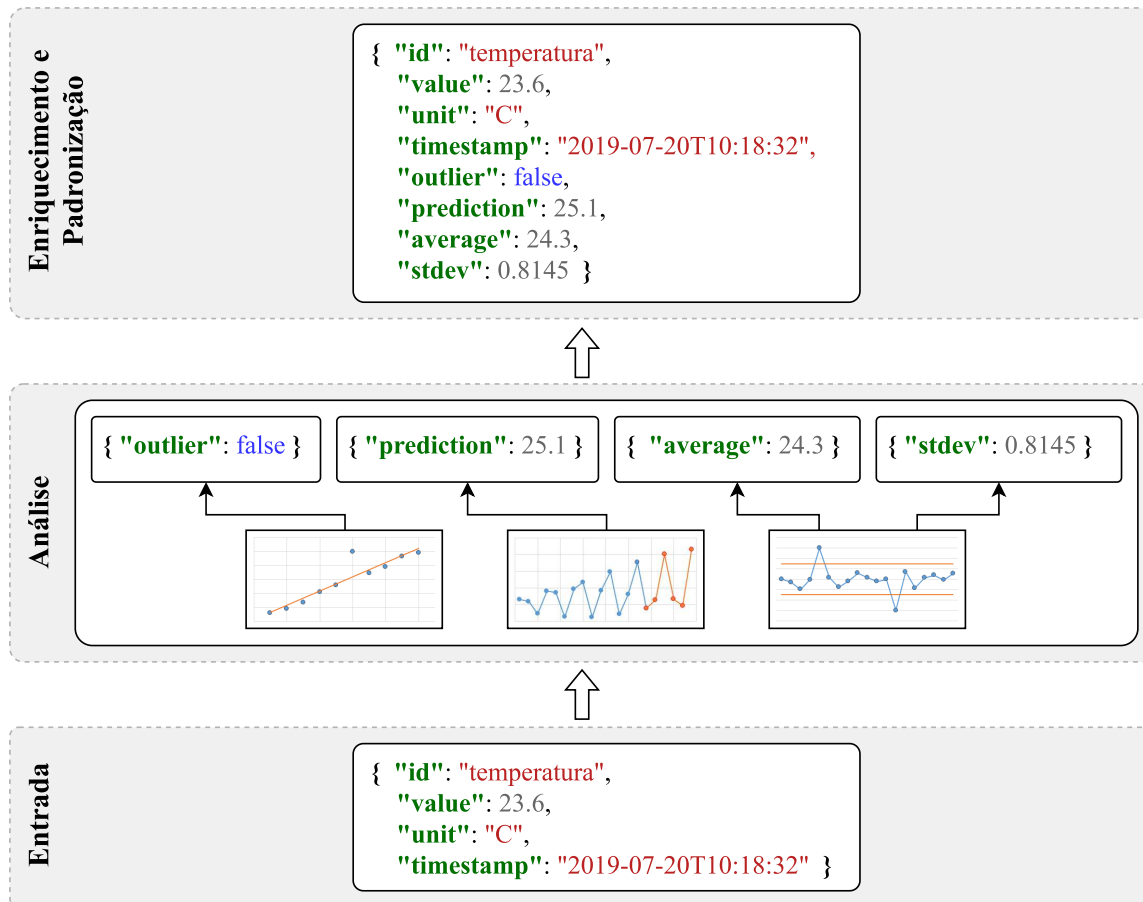 Enriquecimento e
Padronização
{ "id": "temperatura",
"value": 23.6,
"unit": "C",
"timestamp": "2019-07-20T10:18:32",
"outlier": false,
"prediction": 25.1,
"average": 24.3,
"stdev": 0.8145 }
Análise
{ "outlier": false }
{ "prediction": 25.1 }
{ "average": 24.3 }
{ "stdev": 0.8145 }
Entrada
{ "id": "temperatura",
"value": 23.6,
"unit": "C",
"timestamp": "2019-07-20T10:18:32" }